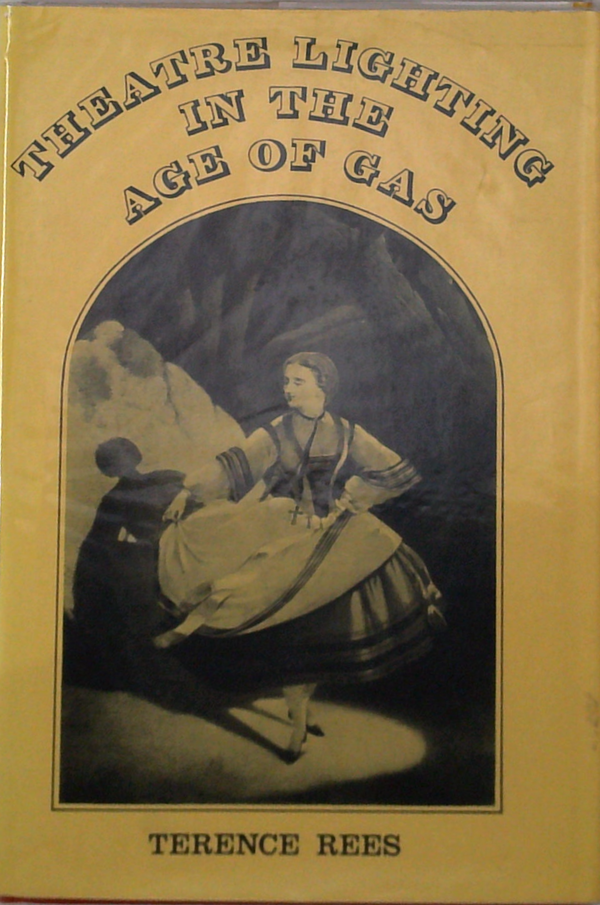 THEATRE LIGHTING
IN THE
AGE OF GAS
TERENCE REES